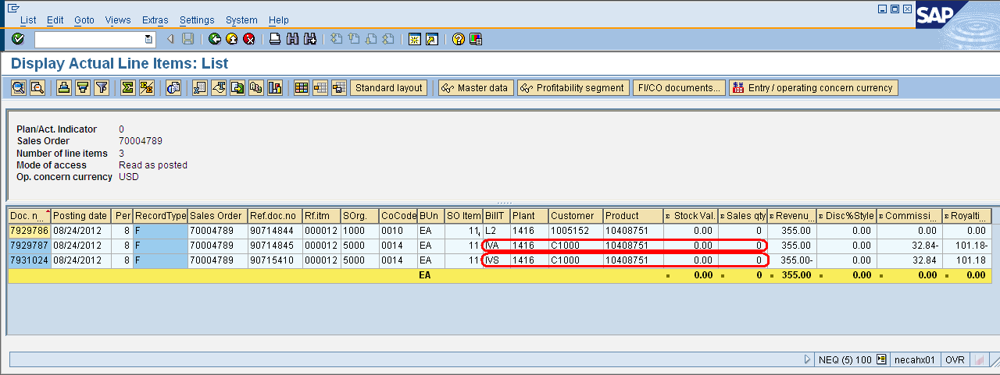 List Edit Goto Views Extras Settings System Help
SAP
Display Actual Line Items: List
Standard layout Master data Profitability segment FI/CO documents... Entry / operating concern currency
Plan/Act. Indicator 0
Sales Order 70004789
Number of line items 3
Mode of access Read as posted
Op. concern currency USD
Doc. n... Posting date Per RecordType Sales Order Ref.doc.no Rf.itm SOrg. CoCode BUn SO Item BillT Plant Customer Product Σ Stock Val. Σ Sales qty Σ Revenu... Σ Disc%Style Σ Commissi... Σ Royalti...
7929786 08/24/2012 8 F 70004789 90714844 000012 1000 0010 EA 11 L2 1416 1005152 10408751 0.00 0 355.00 0.00 0.00 0.00
7929787 08/24/2012 8 F 70004789 90714845 000012 5000 0014 EA 11 IVA 1416 C1000 10408751 0.00 0 355.00 0.00 32.84- 101.18-
7931024 08/24/2012 8 F 70004789 90715410 000012 5000 0014 EA 11 IVS 1416 C1000 10408751 0.00 0 355.00- 0.00 32.84 101.18
EA ▪ 0.00 ▪ 0 ▪ 355.00 ▪ 0.00 ▪ 0.00 ▪ 0.00
NEQ (5) 100 necahx01 OVR